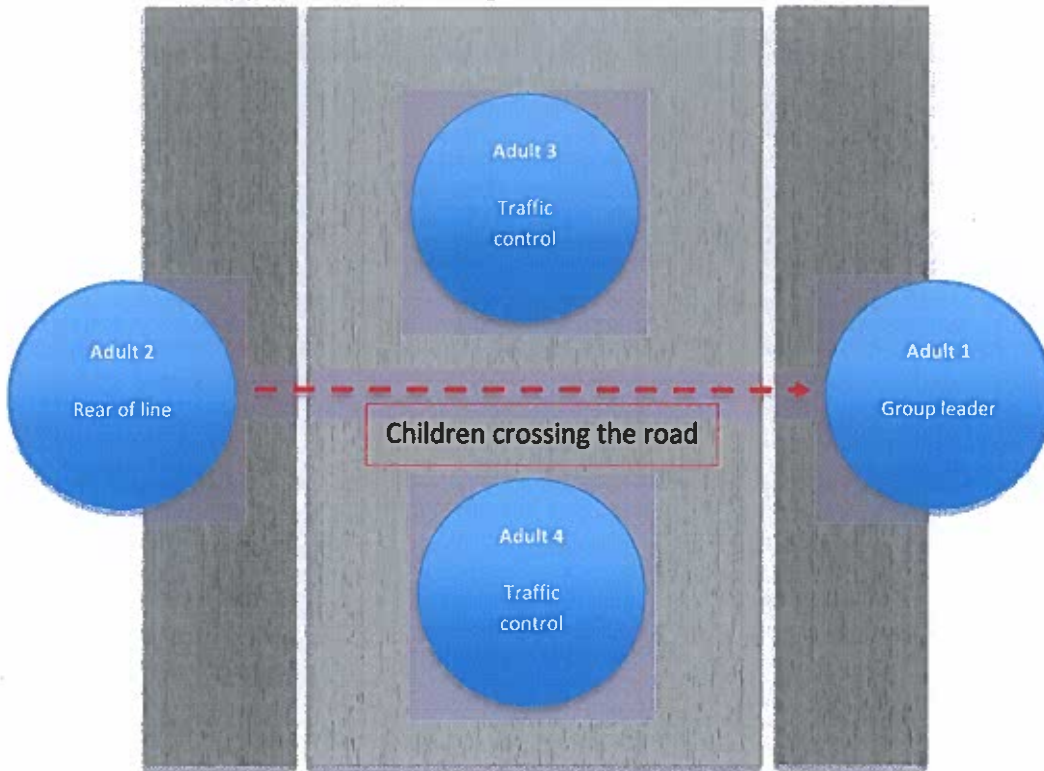 Adult 3
Traffic
control
Adult 2
Rear of line
Adult 1
Group leader
Children crossing the road
Adult 4
Traffic
control